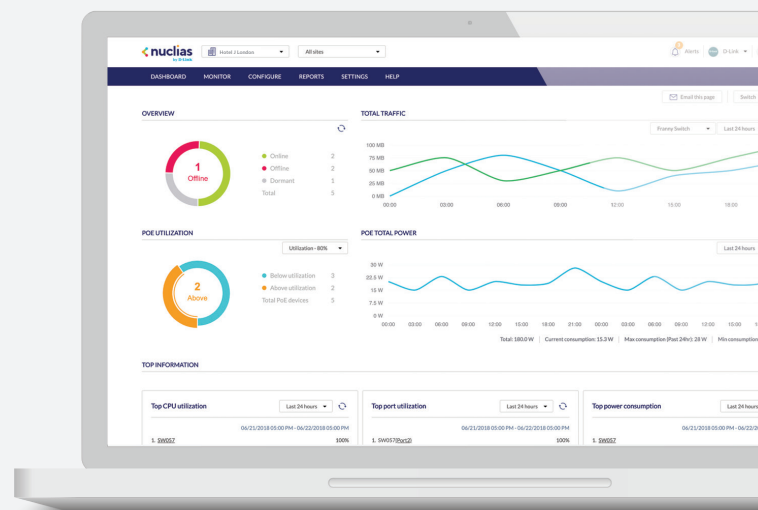 nuclias
by D-Link
Hotel J London
All sites
Alerts
D-Link
DASHBOARD MONITOR CONFIGURE REPORTS SETTINGS HELP
Email this page
Switch
OVERVIEW
1
Offline
Online 2
Offline 2
Dormant 1
Total 5
TOTAL TRAFFIC
Franny Switch
Last 24 hours
100 MB
75 MB
50 MB
25 MB
0 MB
00:00 03:00 06:00 09:00 12:00 15:00 18:00
POE UTILIZATION
Utilization - 80%
2
Above
Below utilization 3
Above utilization 2
Total PoE devices 5
POE TOTAL POWER
Last 24 hours
30 W
22.5 W
15 W
7.5 W
0 W
00:00 03:00 06:00 09:00 12:00 15:00 18:00 21:00 00:00 03:00 06:00 09:00 12:00 15:00
Total: 180.0 W | Current consumption: 15.3 W | Max consumption (Past 24hr): 28 W | Min consumption
TOP INFORMATION
Top CPU utilization
Last 24 hours
06/21/2018 05:00 PM - 06/22/2018 05:00 PM
1. SW057 100%
Top port utilization
Last 24 hours
06/21/2018 05:00 PM - 06/22/2018 05:00 PM
1. SW057(Port2) 100%
Top power consumption
Last 24 hours
06/21/2018 05:00 PM - 06/22/20
1. SW057